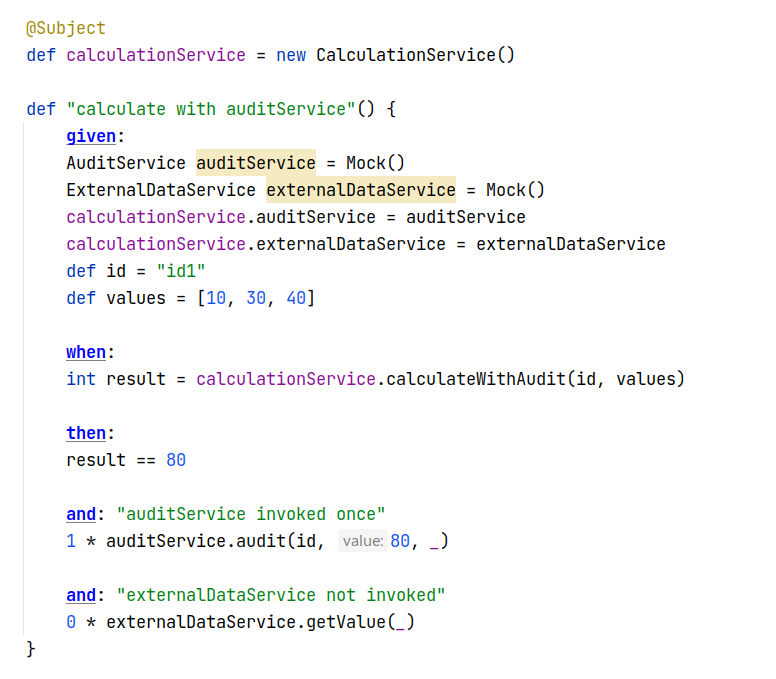 @Subject
def calculationService = new CalculationService()
def "calculate with auditService"() {
given:
AuditService auditService = Mock()
ExternalDataService externalDataService = Mock()
calculationService.auditService = auditService
calculationService.externalDataService = externalDataService
def id = "id1"
def values = [10, 30, 40]
when:
int result = calculationService.calculateWithAudit(id, values)
then:
result == 80
and: "auditService invoked once"
1 * auditService.audit(id, value: 80, _)
and: "externalDataService not invoked"
0 * externalDataService.getValue(_)
}